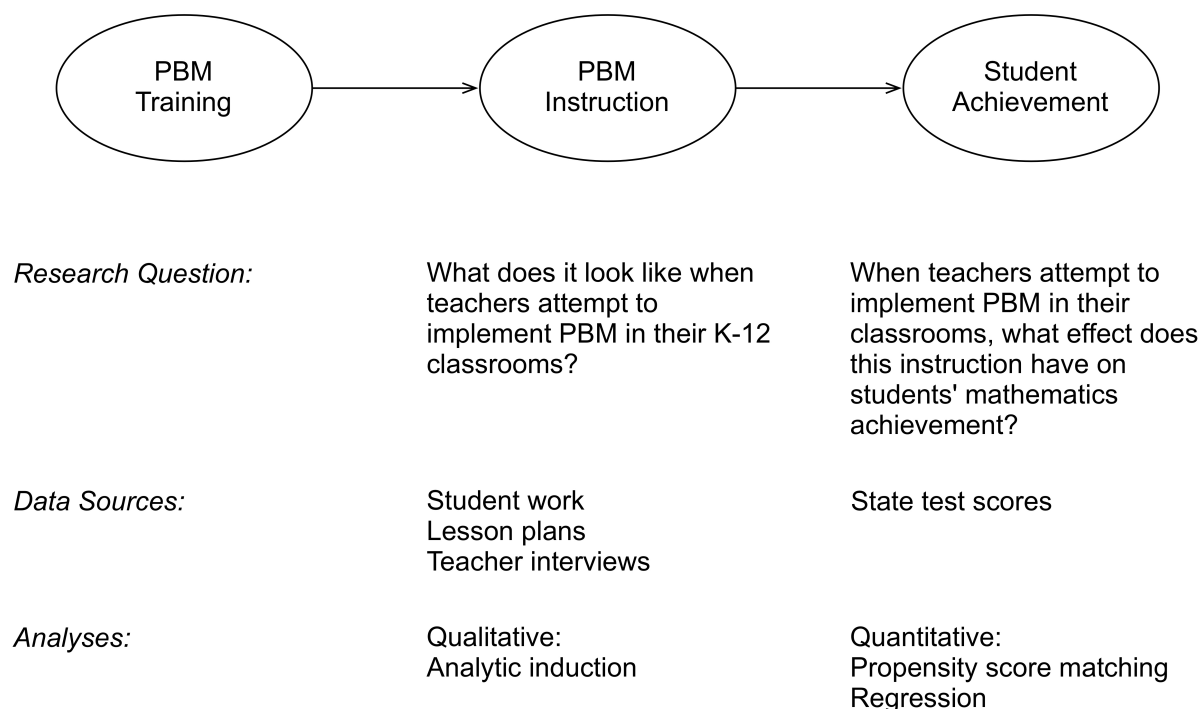 PBM
Training
PBM
Instruction
Student
Achievement
Research Question:
What does it look like when
teachers attempt to
implement PBM in their K-12
classrooms?
When teachers attempt to
implement PBM in their
classrooms, what effect does
this instruction have on
students' mathematics
achievement?
Data Sources:
Student work
Lesson plans
Teacher interviews
State test scores
Analyses:
Qualitative:
Analytic induction
Quantitative:
Propensity score matching
Regression